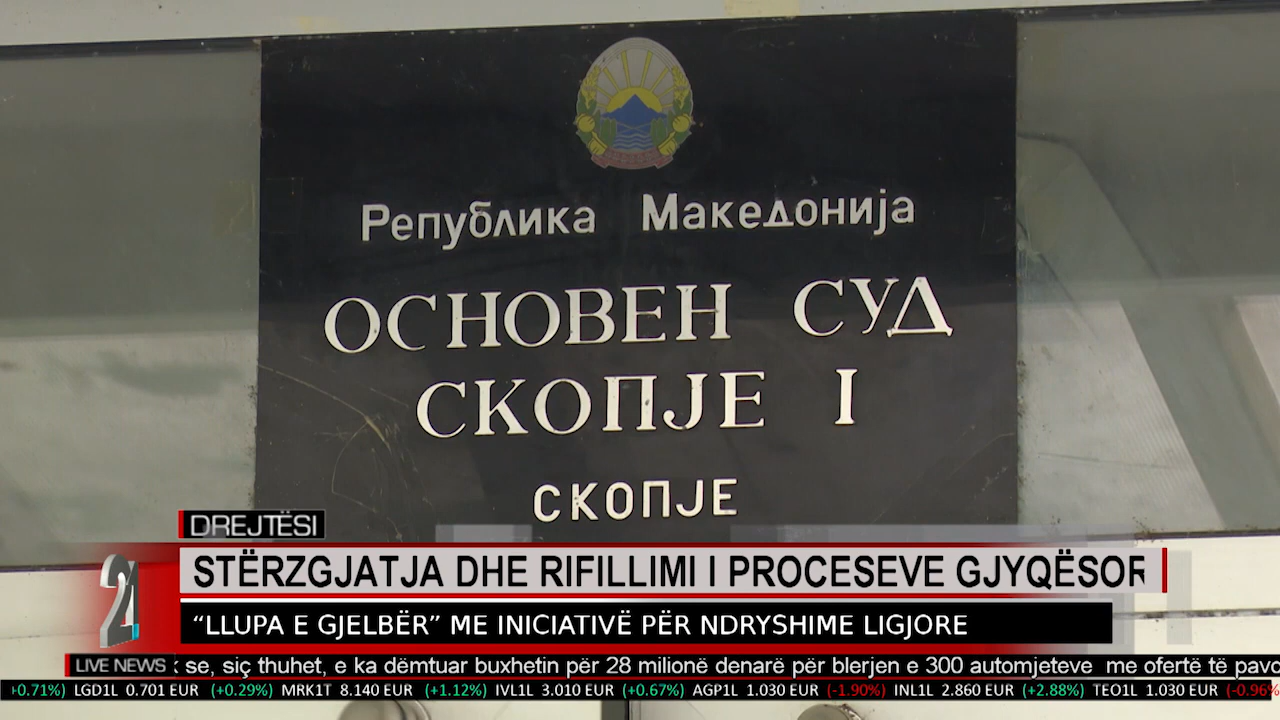 Република Македонија
ОСНОВЕН СУД
СКОПЈЕ I
СКОПЈЕ
DREJTËSI
21
STËRZGJATJA DHE RIFILLIMI I PROCESEVE GJYQËSOR
“LLUPA E GJELBËR” ME INICIATIVË PËR NDRYSHIME LIGJORE
LIVE NEWS
se, siç thuhet, e ka dëmtuar buxhetin për 28 milionë denarë për blerjen e 300 automjeteve me ofertë të
+0.71%) LGD1L 0.701 EUR (+0.29%) MRK1T 8.140 EUR (+1.12%) IVL1L 3.010 EUR (+0.67%) AGP1L 1.030 EUR (-1.90%) INL1L 2.860 EUR (+2.88%) TEO1L 1.030 EUR (-0.96%